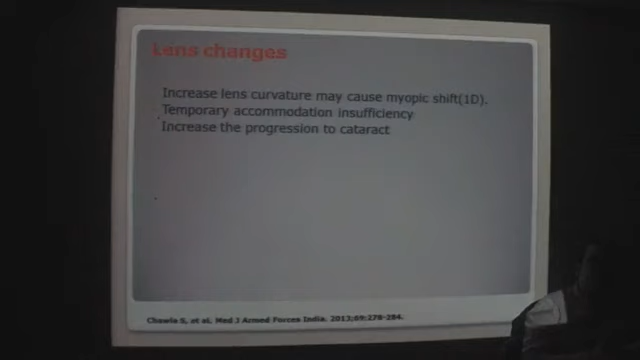 Lens changes
Increase lens curvature may cause myopic shift(1D).
Temporary accommodation insufficiency
Increase the progression to cataract
Chawla S, et al. Med J Armed Forces India. 2013;69:278-284.